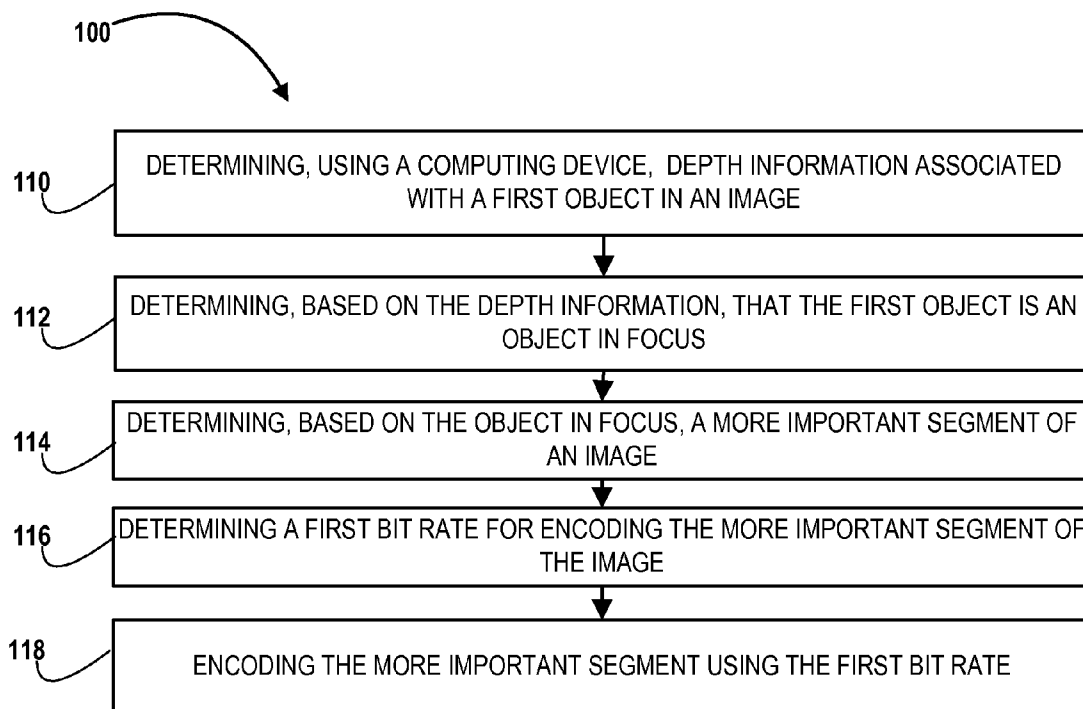 100
110
DETERMINING, USING A COMPUTING DEVICE, DEPTH INFORMATION ASSOCIATED
WITH A FIRST OBJECT IN AN IMAGE
112
DETERMINING, BASED ON THE DEPTH INFORMATION, THAT THE FIRST OBJECT IS AN
OBJECT IN FOCUS
114
DETERMINING, BASED ON THE OBJECT IN FOCUS, A MORE IMPORTANT SEGMENT OF
AN IMAGE
116
DETERMINING A FIRST BIT RATE FOR ENCODING THE MORE IMPORTANT SEGMENT OF
THE IMAGE
118
ENCODING THE MORE IMPORTANT SEGMENT USING THE FIRST BIT RATE